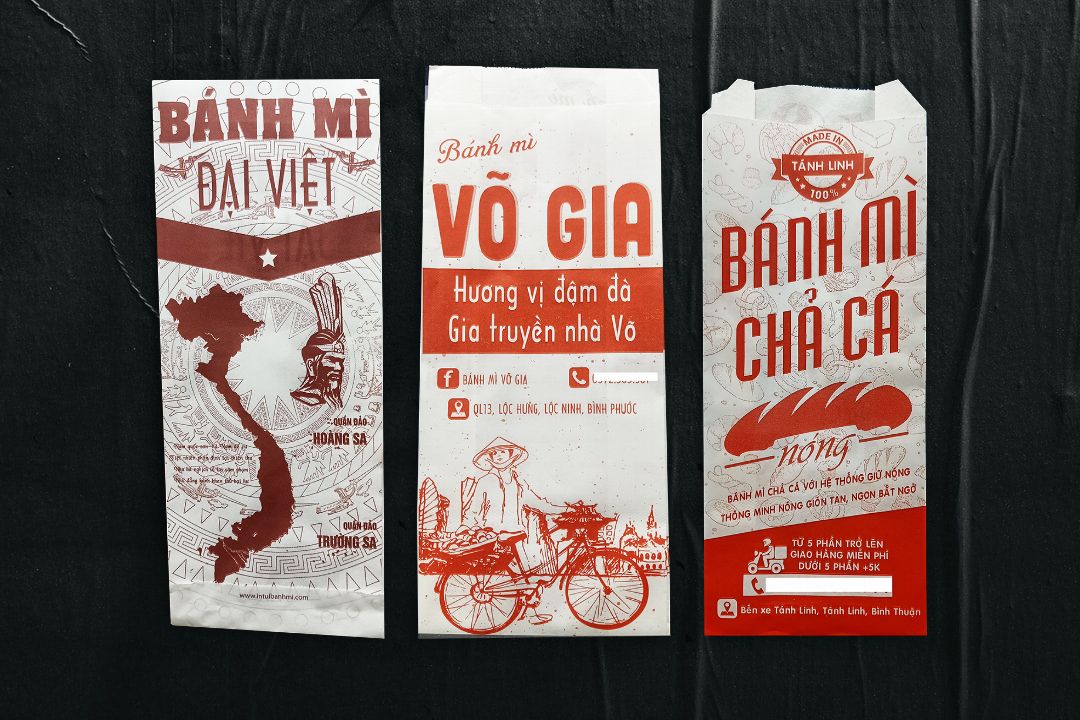 BÁNH MÌ
ĐẠI VIỆT
QUẦN ĐẢO
HOÀNG SA
QUẦN ĐẢO
TRƯỜNG SA
www.intuibanhmi.com
Bánh mì
VÕ GIA
Hương vị đậm đà
Gia truyền nhà Võ
BÁNH MÌ VÕ GIA
QL13, LỘC HƯNG, LỘC NINH, BÌNH PHƯỚC
MADE IN
TÁNH LINH
100%
BÁNH MÌ
CHẢ CÁ
nóng
BÁNH MÌ CHẢ CÁ VỚI HỆ THỐNG GIỮ NÓNG
THÔNG MINH NÓNG GIÒN TAN, NGON BẤT NGỜ
TỪ 5 PHẦN TRỞ LÊN
GIAO HÀNG MIỄN PHÍ
DƯỚI 5 PHẦN +5K
Bến xe Tánh Linh, Tánh Linh, Bình Thuận